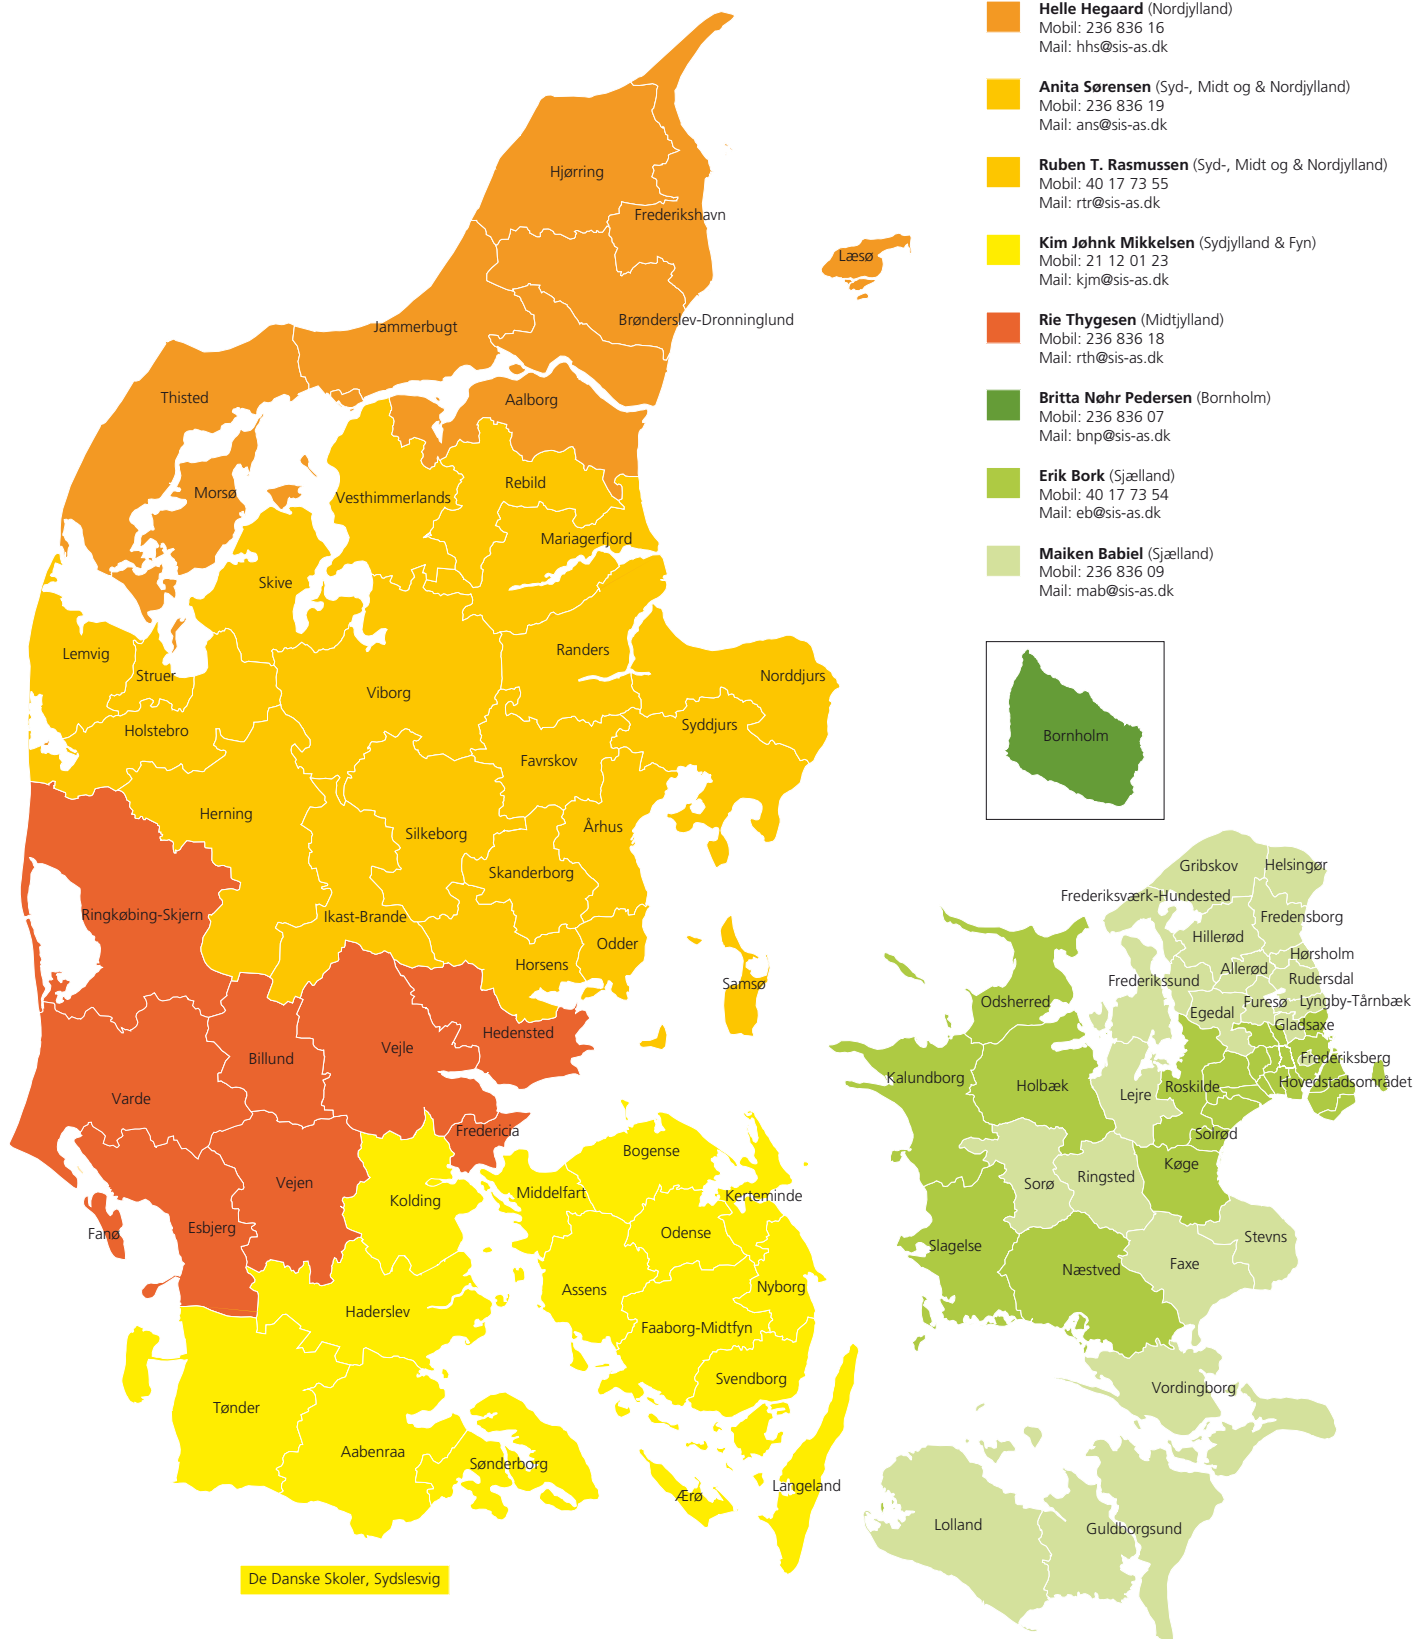 Helle Hegaard (Nordjylland)
Mobil: 236 836 16
Mail: hhs@sis-as.dk
Anita Sørensen (Syd-, Midt og & Nordjylland)
Mobil: 236 836 19
Mail: ans@sis-as.dk
Ruben T. Rasmussen (Syd-, Midt og & Nordjylland)
Mobil: 40 17 73 55
Mail: rtr@sis-as.dk
Kim Jøhnk Mikkelsen (Sydjylland & Fyn)
Mobil: 21 12 01 23
Mail: kjm@sis-as.dk
Rie Thygesen (Midtjylland)
Mobil: 236 836 18
Mail: rth@sis-as.dk
Britta Nøhr Pedersen (Bornholm)
Mobil: 236 836 07
Mail: bnp@sis-as.dk
Erik Bork (Sjælland)
Mobil: 40 17 73 54
Mail: eb@sis-as.dk
Maiken Babiel (Sjælland)
Mobil: 236 836 09
Mail: mab@sis-as.dk
Hjørring
Frederikshavn
Læsø
Brønderslev-Dronninglund
Jammerbugt
Thisted
Aalborg
Morsø
Vesthimmerlands
Rebild
Mariagerfjord
Skive
Lemvig
Struer
Randers
Norddjurs
Viborg
Holstebro
Syddjurs
Favrskov
Herning
Silkeborg
Århus
Skanderborg
Ringkøbing-Skjern
Ikast-Brande
Odder
Horsens
Samsø
Hedensted
Vejle
Billund
Varde
Fredericia
Vejen
Kolding
Fanø
Esbjerg
Haderslev
Tønder
Aabenraa
Sønderborg
De Danske Skoler, Sydslesvig
Bogense
Middelfart
Kerteminde
Odense
Assens
Nyborg
Faaborg-Midtfyn
Svendborg
Langeland
Ærø
Bornholm
Gribskov
Helsingør
Frederiksværk-Hundested
Fredensborg
Hillerød
Hørsholm
Allerød
Rudersdal
Frederikssund
Furesø
Lyngby-Tårnbæk
Odsherred
Egedal
Gladsaxe
Frederiksberg
Kalundborg
Holbæk
Lejre
Roskilde
Hovedstadsområdet
Solrød
Køge
Sorø
Ringsted
Slagelse
Stevns
Næstved
Faxe
Vordingborg
Lolland
Guldborgsund